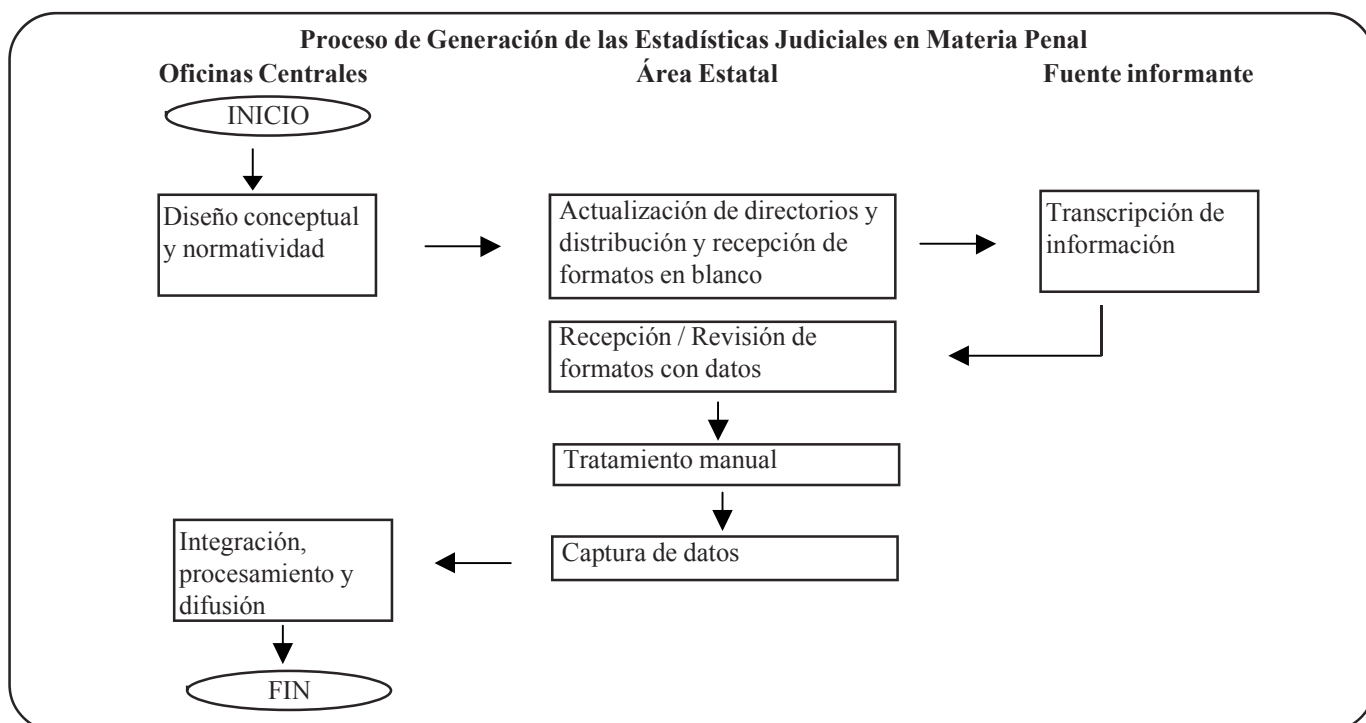 Proceso de Generación de las Estadísticas Judiciales en Materia Penal
Oficinas Centrales
Área Estatal
Fuente informante
INICIO
Diseño conceptual
y normatividad
Actualización de directorios y
distribución y recepción de
formatos en blanco
Transcripción de
información
Recepción / Revisión de
formatos con datos
Tratamiento manual
Captura de datos
Integración,
procesamiento y
difusión
FIN